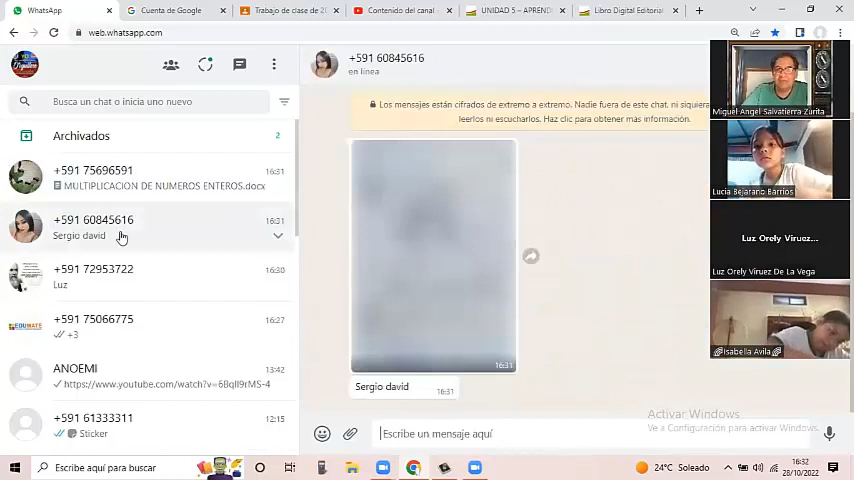 WhatsApp
Cuenta de Google
Trabajo de clase de 2
Contenido del canal
UNIDAD 5 – APREN
Libro Digital Editorial
web.whatsapp.com
Busca un chat o inicia uno nuevo
Archivados
2
+591 75696591
16:31
MULTIPLICACION DE NUMEROS ENTEROS.docx
+591 60845616
16:31
Sergio david
+591 72953722
16:30
Luz
+591 75066775
16:27
EDUMATE
+3
ANOEMI
13:42
https://www.youtube.com/watch?v=6BqlI9rMS-4
+591 61333311
12:15
Sticker
+591 60845616
en línea
Los mensajes están cifrados de extremo a extremo. Nadie fuera de este chat, ni siquiera
leerlos ni escucharlos. Haz clic para obtener más información.
16:31
Sergio david
16:31
Escribe un mensaje aquí
Miguel Angel Salvatierra Zurita
Lucia Bejarano Barrios
Luz Orely Viruez...
Luz Orely Viruez De La Vega
Isabella Avila
Activar Windows
Ve a Configuración para activar Windows.
Escribe aquí para buscar
24°C Soleado
16:32
28/10/2022